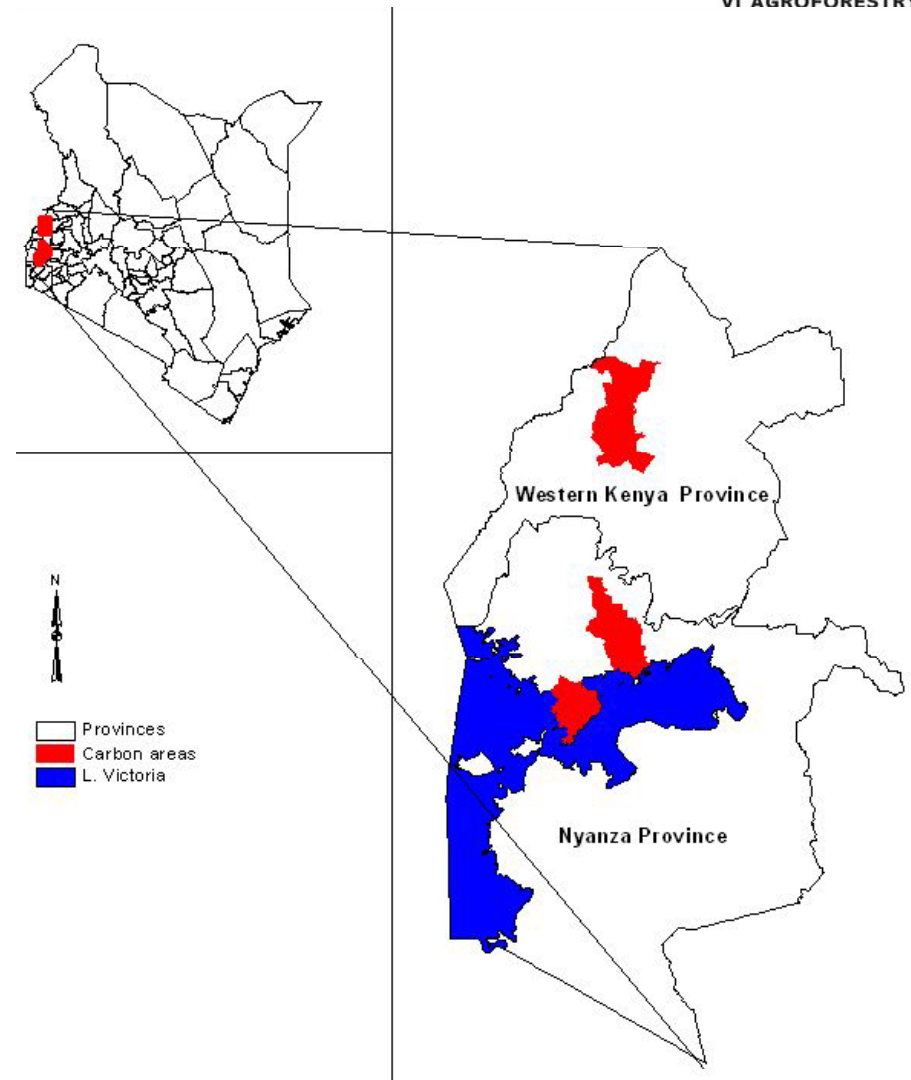 VI AGROFORESTRY
Western Kenya Province
N
Provinces
Carbon areas
L. Victoria
Nyanza Province